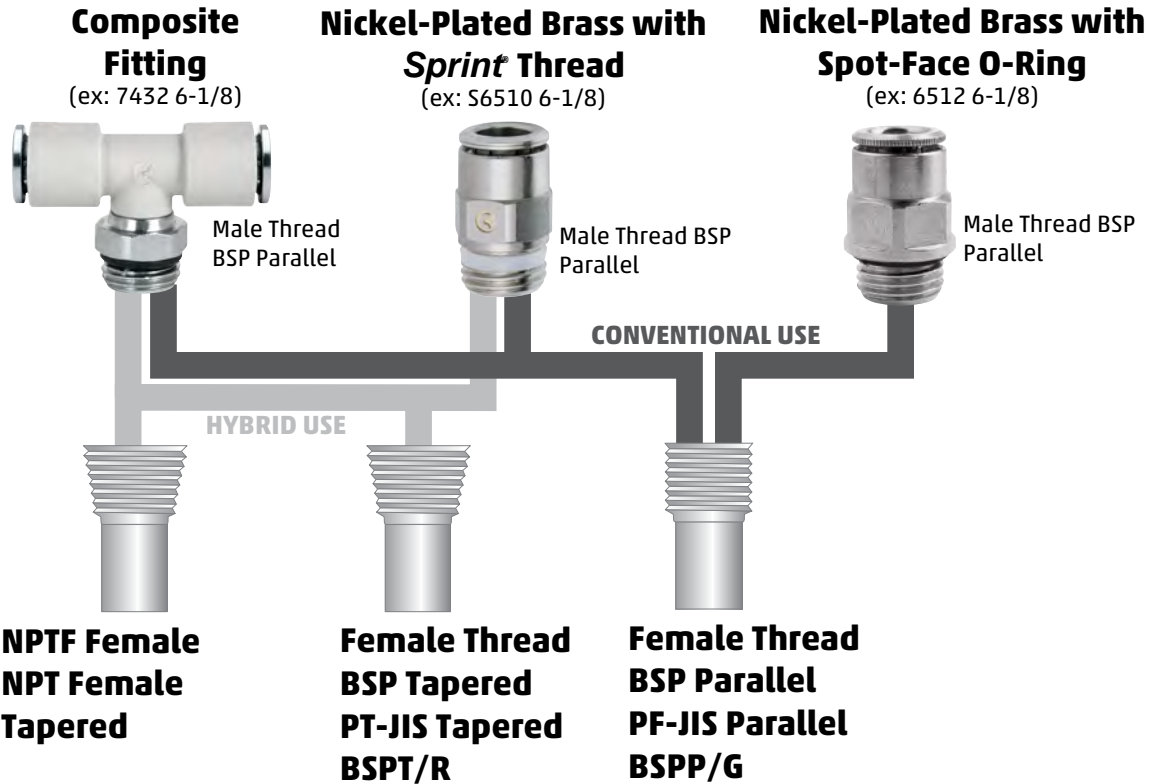 Composite
Fitting
(ex: 7432 6-1/8)
Nickel-Plated Brass with
Sprint® Thread
(ex: S6510 6-1/8)
Nickel-Plated Brass with
Spot-Face O-Ring
(ex: 6512 6-1/8)
Male Thread
BSP Parallel
Male Thread BSP
Parallel
Male Thread BSP
Parallel
CONVENTIONAL USE
HYBRID USE
NPTF Female
NPT Female
Tapered
Female Thread
BSP Tapered
PT-JIS Tapered
BSPT/R
Female Thread
BSP Parallel
PF-JIS Parallel
BSPP/G